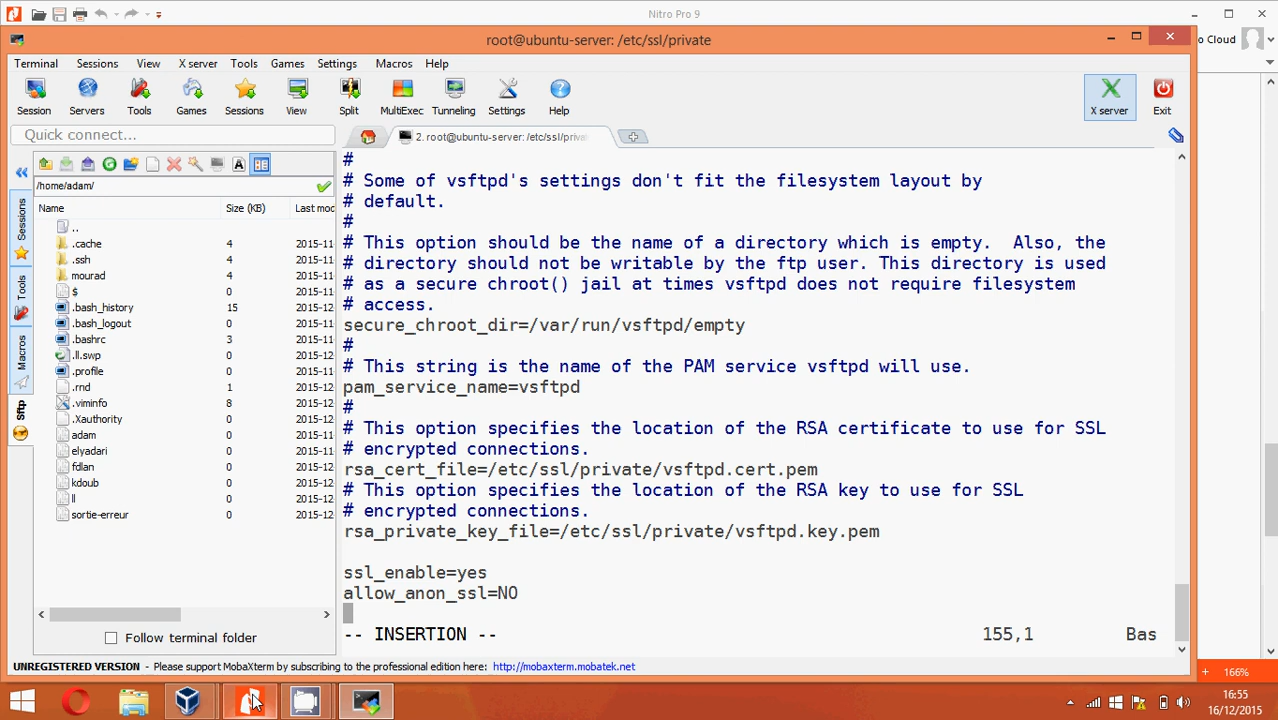 Nitro Pro 9
root@ubuntu-server: /etc/ssl/private
o Cloud
Terminal Sessions View X server Tools Games Settings Macros Help
Session Servers Tools Games Sessions View Split MultiExec Tunneling Settings Help X server Exit
Quick connect...
2. root@ubuntu-server: /etc/ssl/priva
/home/adam/
Name Size (KB) Last mod
..
.cache 4 2015-11
.ssh 4 2015-11
mourad 4 2015-11
$ 0 2015-11
.bash_history 15 2015-12
.bash_logout 0 2015-11
.bashrc 3 2015-11
.ll.swp 0 2015-12
.profile 0 2015-11
.rnd 1 2015-12
.viminfo 8 2015-12
.Xauthority 0 2015-12
adam 0 2015-11
elyadari 0 2015-11
fdlan 0 2015-12
kdoub 0 2015-11
ll 0 2015-12
sortie-erreur 0 2015-12
Follow terminal folder
Sessions
Tools
Macros
Sftp
#
# Some of vsftpd's settings don't fit the filesystem layout by
# default.
#
# This option should be the name of a directory which is empty.  Also, the
# directory should not be writable by the ftp user. This directory is used
# as a secure chroot() jail at times vsftpd does not require filesystem
# access.
secure_chroot_dir=/var/run/vsftpd/empty
#
# This string is the name of the PAM service vsftpd will use.
pam_service_name=vsftpd
#
# This option specifies the location of the RSA certificate to use for SSL
# encrypted connections.
rsa_cert_file=/etc/ssl/private/vsftpd.cert.pem
# This option specifies the location of the RSA key to use for SSL
# encrypted connections.
rsa_private_key_file=/etc/ssl/private/vsftpd.key.pem
ssl_enable=yes
allow_anon_ssl=NO
-- INSERTION -- 155,1 Bas
UNREGISTERED VERSION - Please support MobaXterm by subscribing to the professional edition here: http://mobaxterm.mobatek.net
166%
16:55
16/12/2015